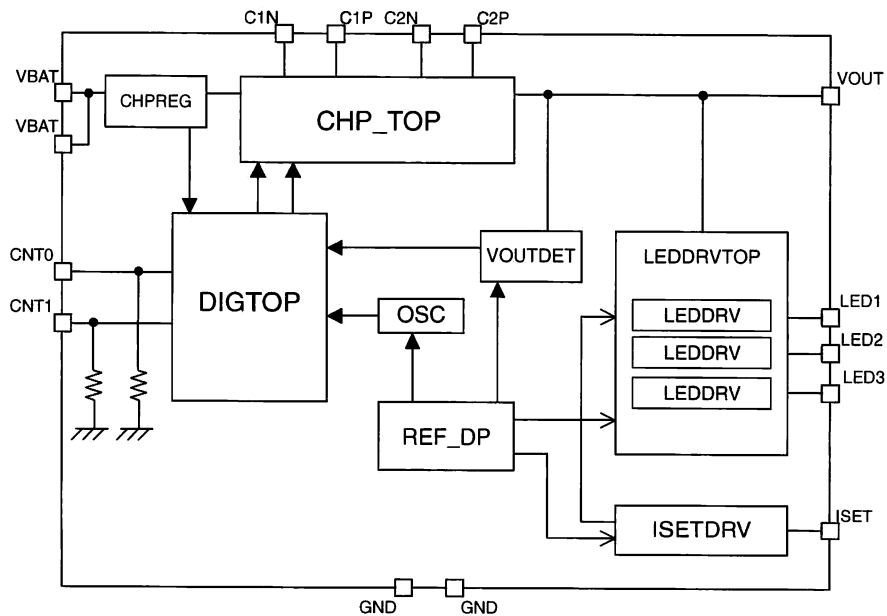 C1N C1P C2N C2P
VBAT
CHPREG
CHP_TOP
VOUT
VBAT
CNT0
DIGTOP
VOUTDET
LEDDRVTOP
CNT1
OSC
LEDDRV
LED1
LEDDRV
LED2
LEDDRV
LED3
REF_DP
ISETDRV
ISET
GND GND